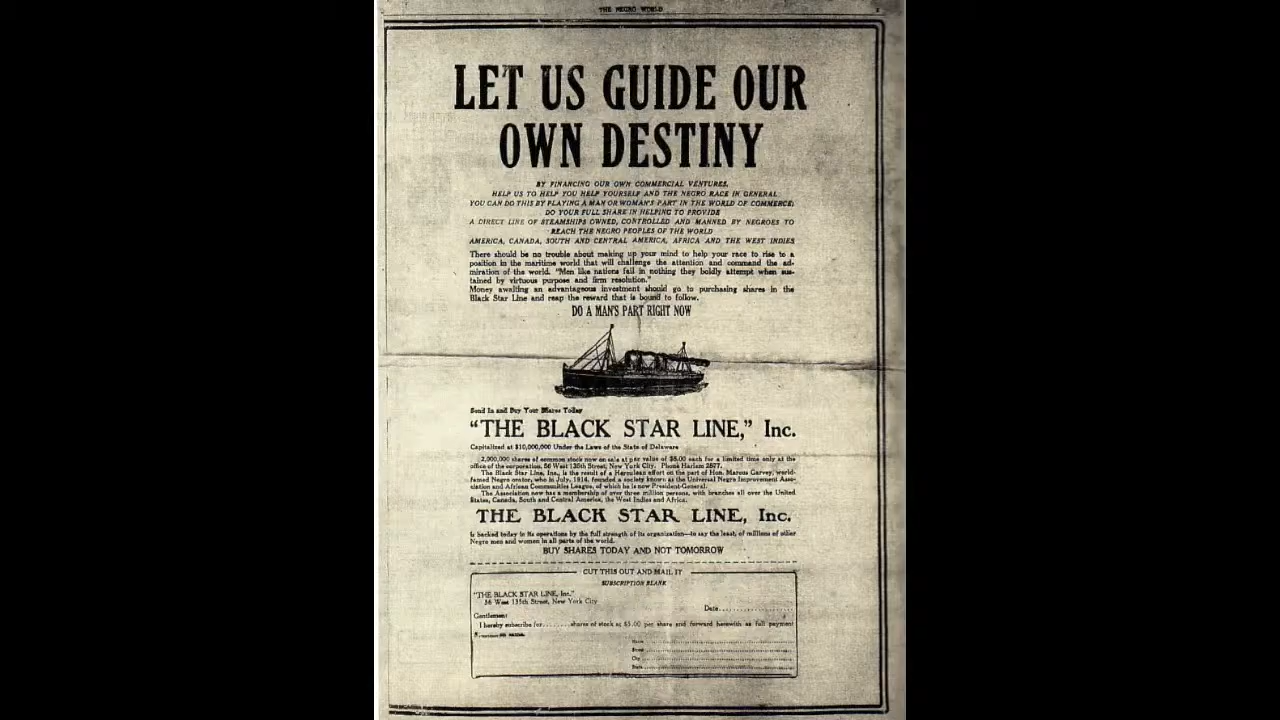 THE NEGRO WORLD
LET US GUIDE OUR
OWN DESTINY
BY FINANCING OUR OWN COMMERCIAL VENTURES,
HELP US TO HELP YOU HELP YOURSELF AND THE NEGRO RACE IN GENERAL
YOU CAN DO THIS BY PLAYING A MAN OR WOMAN'S PART IN THE WORLD OF COMMERCE;
DO YOUR FULL SHARE IN HELPING TO PROVIDE
A DIRECT LINE OF STEAMSHIPS OWNED, CONTROLLED AND MANNED BY NEGROES TO
REACH THE NEGRO PEOPLES OF THE WORLD
AMERICA, CANADA, SOUTH AND CENTRAL AMERICA, AFRICA AND THE WEST INDIES
There should be no trouble about making up your mind to help your race to rise to a
position in the maritime world that will challenge the attention and command the ad-
miration of the world. "Men like nations fail in nothing they boldly attempt when sus-
tained by virtuous purpose and firm resolution."
Money awaiting an advantageous investment should go to purchasing shares in the
Black Star Line and reap the reward that is bound to follow.
DO A MAN'S PART RIGHT NOW
Send In and Buy Your Shares Today
"THE BLACK STAR LINE," Inc.
Capitalized at $10,000,000 Under the Laws of the State of Delaware
2,000,000 shares of common stock now on sale at par value of $5.00 each for a limited time only at the
office of the corporation, 56 West 135th Street, New York City. Phone Harlem 2877.
The Black Star Line, Inc., is the result of a Herculean effort on the part of Hon. Marcus Garvey, world-
famed Negro orator, who in July, 1914, founded a society known as the Universal Negro Improvement Asso-
ciation and African Communities League, of which he is now President-General.
The Association now has a membership of over three million persons, with branches all over the United
States, Canada, South and Central America, the West Indies and Africa.
THE BLACK STAR LINE, Inc.
is backed today in its operations by the full strength of its organization—to say the least, of millions of other
Negro men and women in all parts of the world.
BUY SHARES TODAY AND NOT TOMORROW
CUT THIS OUT AND MAIL IT
SUBSCRIPTION BLANK
"THE BLACK STAR LINE, Inc."
56 West 135th Street, New York City
Date....................
Gentlemen:
I hereby subscribe for........shares of stock at $5.00 per share and forward herewith as full payment
Name
Street
City
State